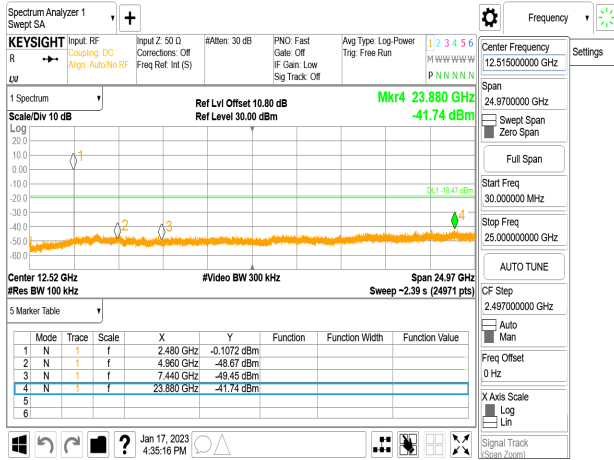 Spectrum Analyzer 1
Swept SA
Frequency
Settings
KEYSIGHT
R
Input: RF
Coupling: DC
Align: Auto/No RF
Input Z: 50 Ω
Corrections: Off
Freq Ref: Int (S)
#Atten: 30 dB
PNO: Fast
Gate: Off
IF Gain: Low
Sig Track: Off
Avg Type: Log-Power
Trig: Free Run
1 2 3 4 5 6
M W W W W W
P N N N N N
1 Spectrum
Scale/Div 10 dB
Ref Lvl Offset 10.80 dB
Ref Level 30.00 dBm
Mkr4 23.880 GHz
-41.74 dBm
Log
20.0
10.0
0.00
-10.0
-20.0
-30.0
-40.0
-50.0
-60.0
1
2
3
4
DL1 -18.47 dBm
Center 12.52 GHz
#Video BW 300 kHz
Span 24.97 GHz
#Res BW 100 kHz
Sweep ~2.39 s (24971 pts)
5 Marker Table
Mode Trace Scale X Y Function Function Width Function Value
1 N 1 f 2.480 GHz -0.1072 dBm
2 N 1 f 4.960 GHz -48.67 dBm
3 N 1 f 7.440 GHz -49.45 dBm
4 N 1 f 23.880 GHz -41.74 dBm
5
6
?
Jan 17, 2023
4:35:16 PM
Center Frequency
12.515000000 GHz
Span
24.9700000 GHz
Swept Span
Zero Span
Full Span
Start Freq
30.000000 MHz
Stop Freq
25.000000000 GHz
AUTO TUNE
CF Step
2.497000000 GHz
Auto
Man
Freq Offset
0 Hz
X Axis Scale
Log
Lin
Signal Track
(Span Zoom)